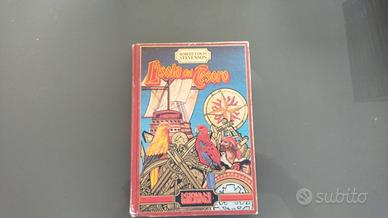 ROBERT LOUIS
STEVENSON
L'Isola del Tesoro
subito